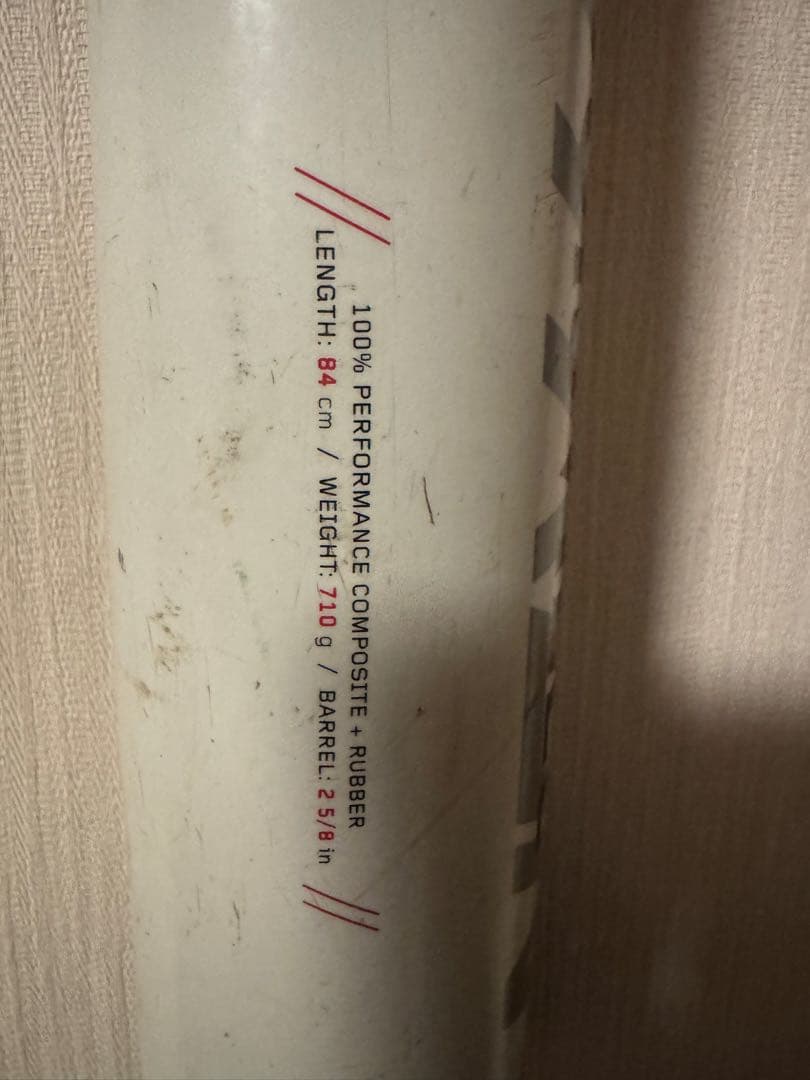 100% PERFORMANCE COMPOSITE + RUBBER
LENGTH: 84 cm / WEIGHT: 710 g / BARREL: 2 5/8 in